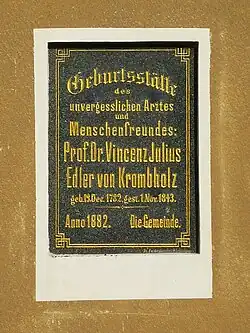 Geburtsstätte
des
unvergesslichen Arztes
und
Menschenfreundes:
Prof. Dr. Vincenz Julius
Edler von Krombholz
geb. 19. Dec. 1782. gest. 1. Nov. 1843.
Anno 1882. Die Gemeinde.